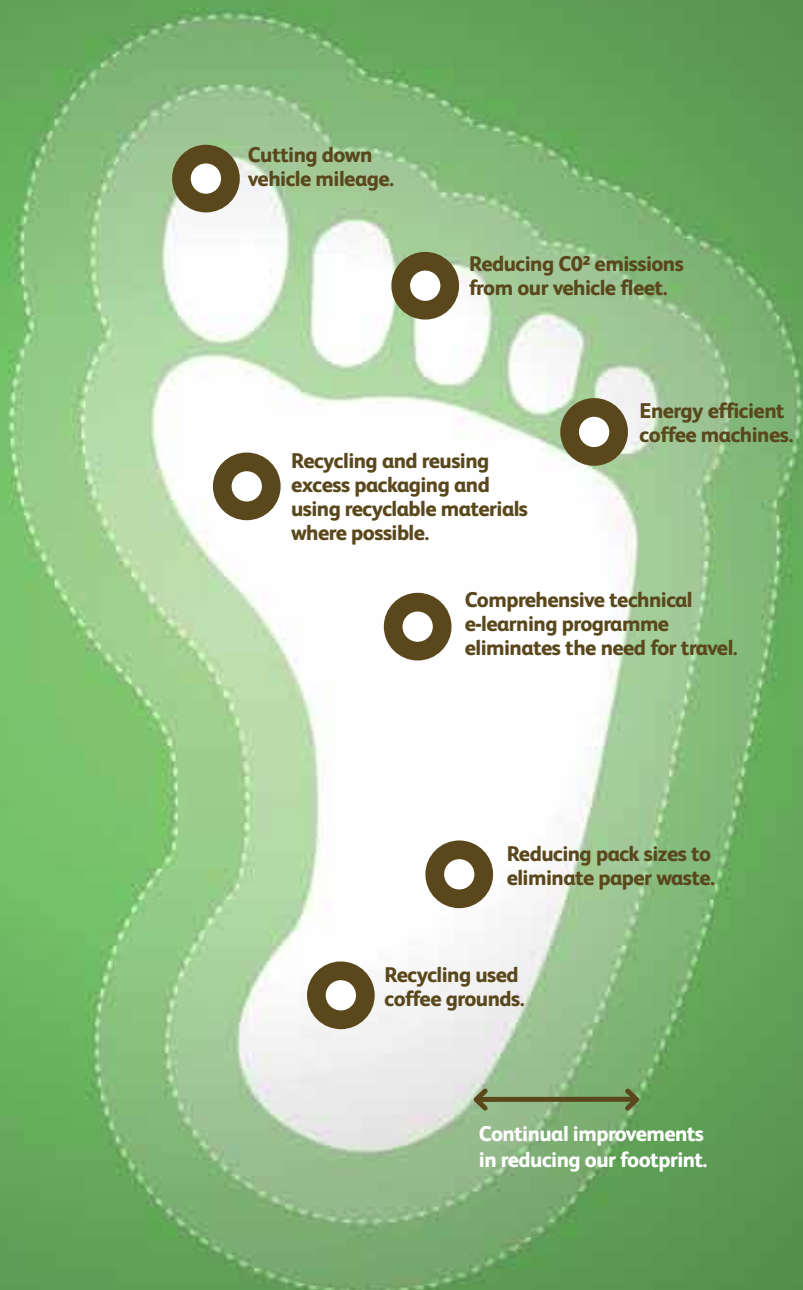 Cutting down
vehicle mileage.
Reducing C0² emissions
from our vehicle fleet.
Energy efficient
coffee machines.
Recycling and reusing
excess packaging and
using recyclable materials
where possible.
Comprehensive technical
e-learning programme
eliminates the need for travel.
Reducing pack sizes to
eliminate paper waste.
Recycling used
coffee grounds.
Continual improvements
in reducing our footprint.